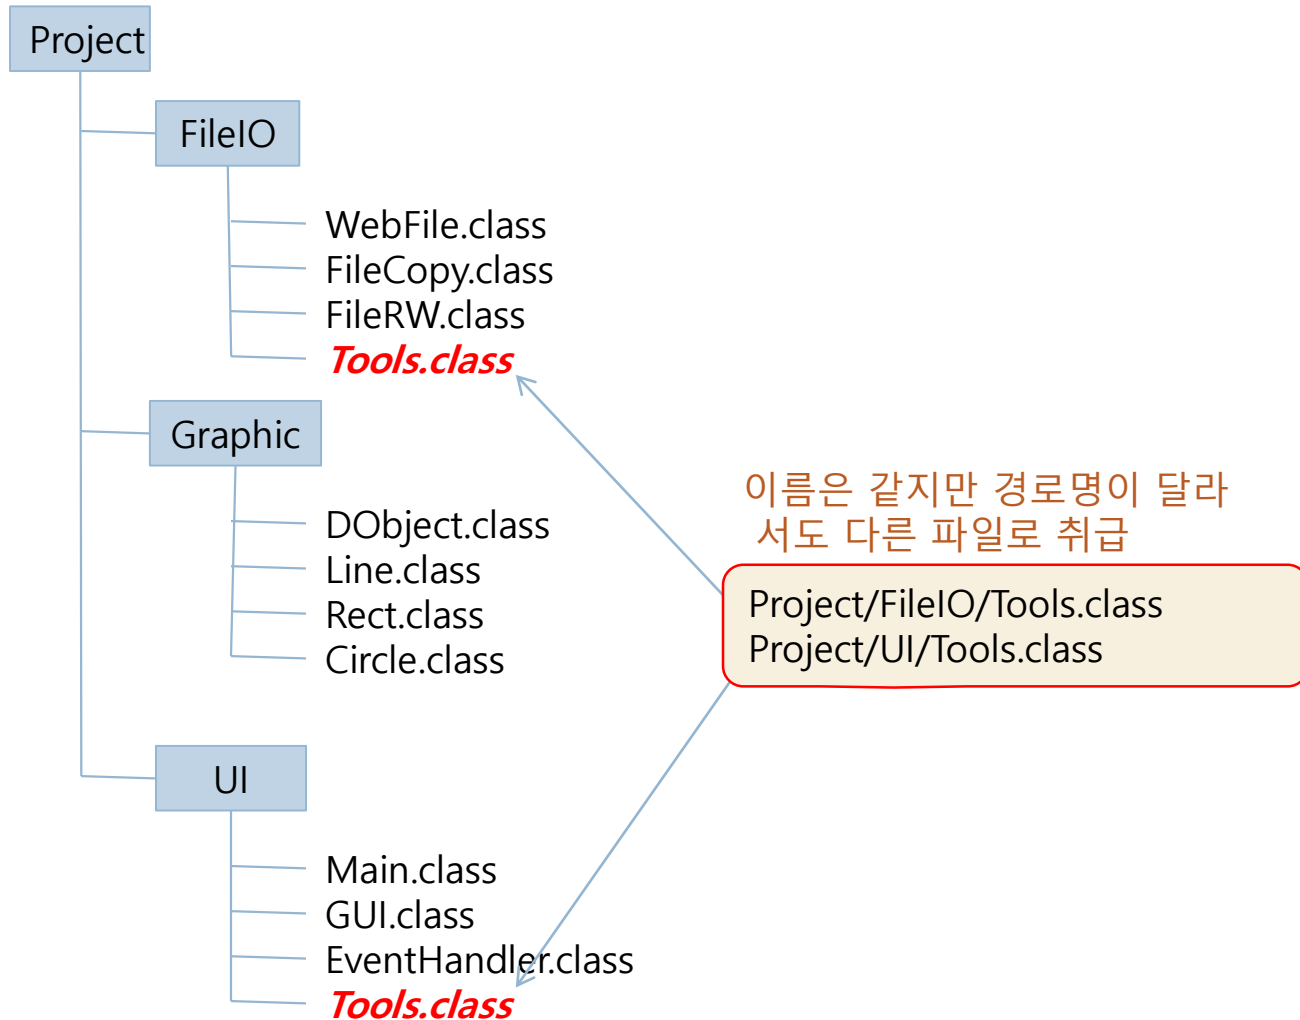 Project
FileIO
WebFile.class
FileCopy.class
FileRW.class
Tools.class
Graphic
DObject.class
Line.class
Rect.class
Circle.class
이름은 같지만 경로명이 달라
서도 다른 파일로 취급
Project/FileIO/Tools.class
Project/UI/Tools.class
UI
Main.class
GUI.class
EventHandler.class
Tools.class